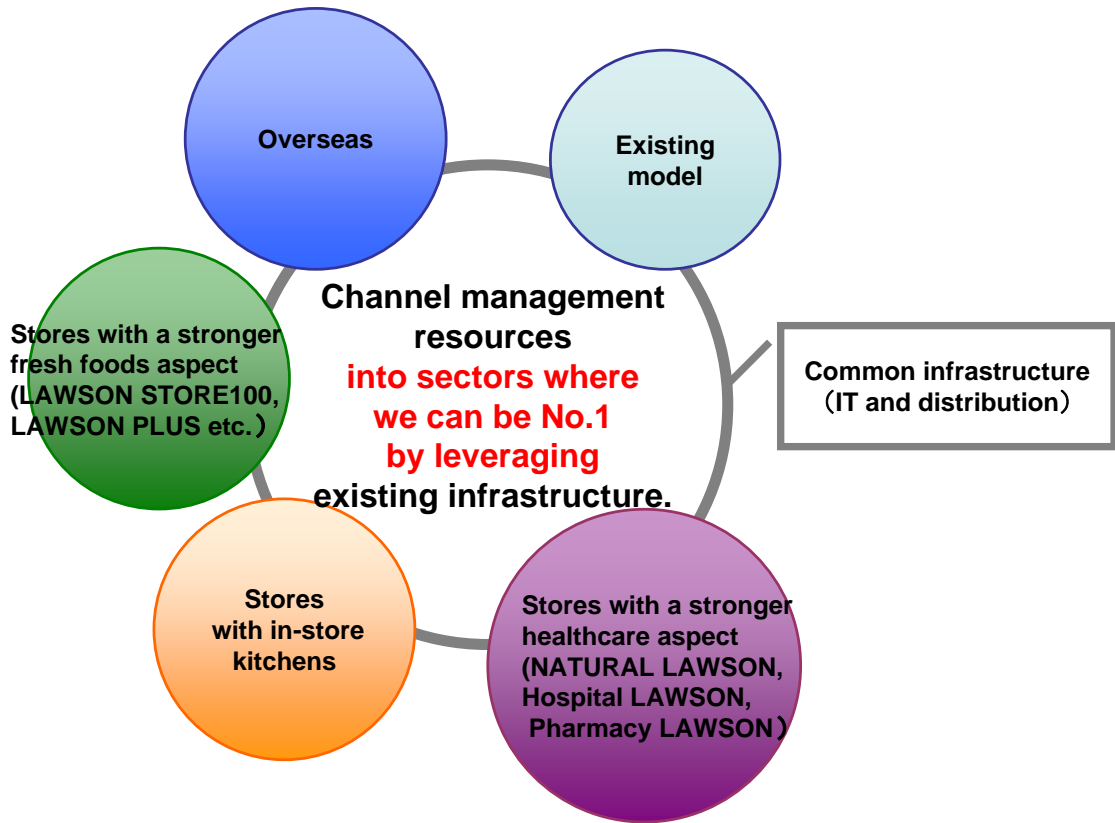 Overseas
Existing
model
Channel management
resources
into sectors where
we can be No.1
by leveraging
existing infrastructure.
Stores with a stronger
fresh foods aspect
(LAWSON STORE100,
LAWSON PLUS etc.）
Common infrastructure
（IT and distribution）
Stores
with in-store
kitchens
Stores with a stronger
healthcare aspect
(NATURAL LAWSON,
Hospital LAWSON,
Pharmacy LAWSON）